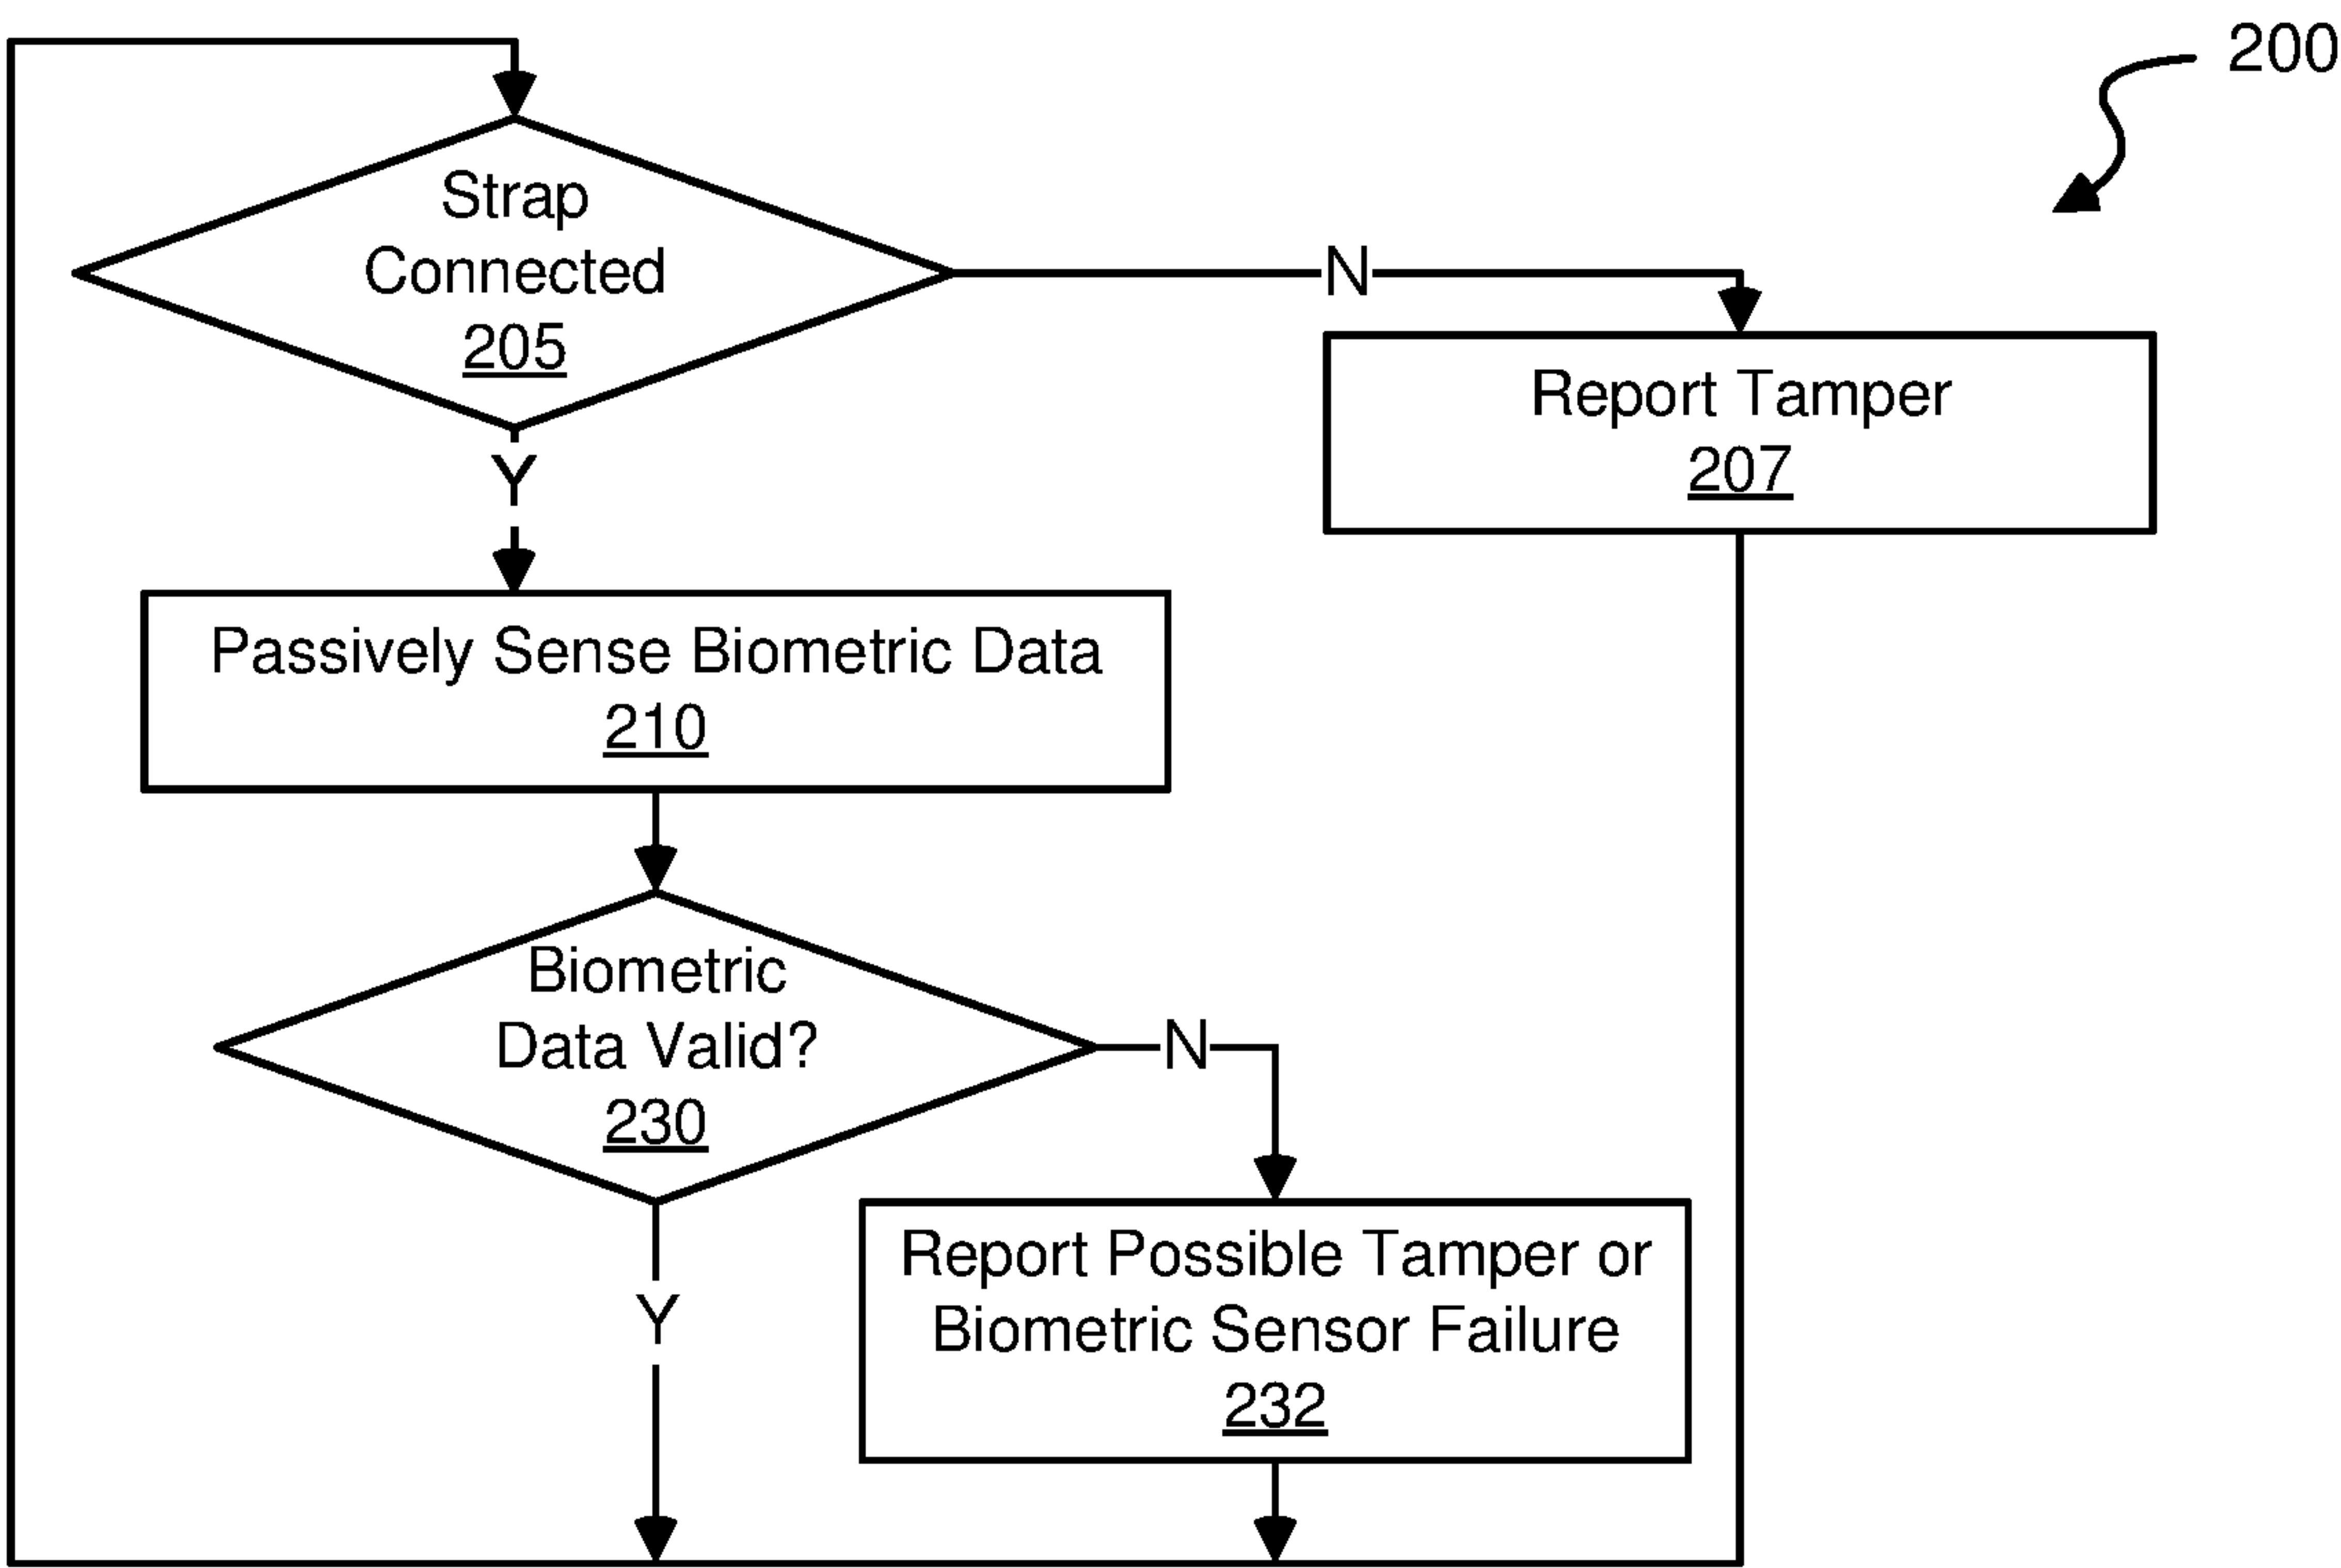 200
Strap
Connected
205
N
Report Tamper
207
Y
Passively Sense Biometric Data
210
Biometric
Data Valid?
230
N
Report Possible Tamper or
Biometric Sensor Failure
232
Y